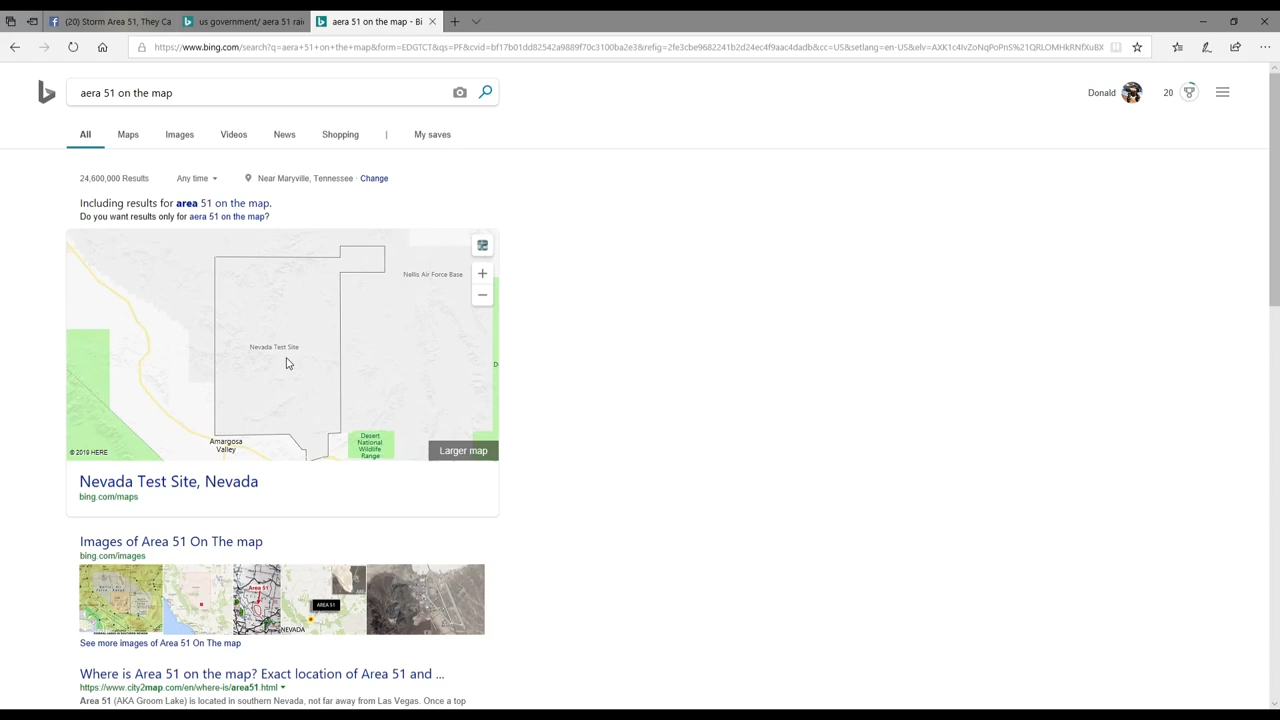 (20) Storm Area 51, They Ca
us government/ aera 51 rai
aera 51 on the map - Bi
https://www.bing.com/search?q=aera+51+on+the+map&form=EDGTCT&qs=PF&cvid=bf17b01dd82542a9889f70c3100ba2e3&refig=2fe3cbe9682241b2d24ec4f9aac4dadb&cc=US&setlang=en-US&elv=AXK1c4IvZoNqPoPnS%21QRLOMHkRNfXuBX
aera 51 on the map
Donald
20
All
Maps
Images
Videos
News
Shopping
|
My saves
24,600,000 Results
Any time
Near Maryville, Tennessee · Change
Including results for area 51 on the map.
Do you want results only for aera 51 on the map?
Nellis Air Force Base
Nevada Test Site
D
Amargosa
Valley
Desert
National
Wildlife
Range
© 2019 HERE
Larger map
Nevada Test Site, Nevada
bing.com/maps
Images of Area 51 On The map
bing.com/images
Area 51
AREA 51
NEVADA
See more images of Area 51 On The map
Where is Area 51 on the map? Exact location of Area 51 and ...
https://www.city2map.com/en/where-is/area51.html
Area 51 (AKA Groom Lake) is located in southern Nevada, not far away from Las Vegas. Once a top